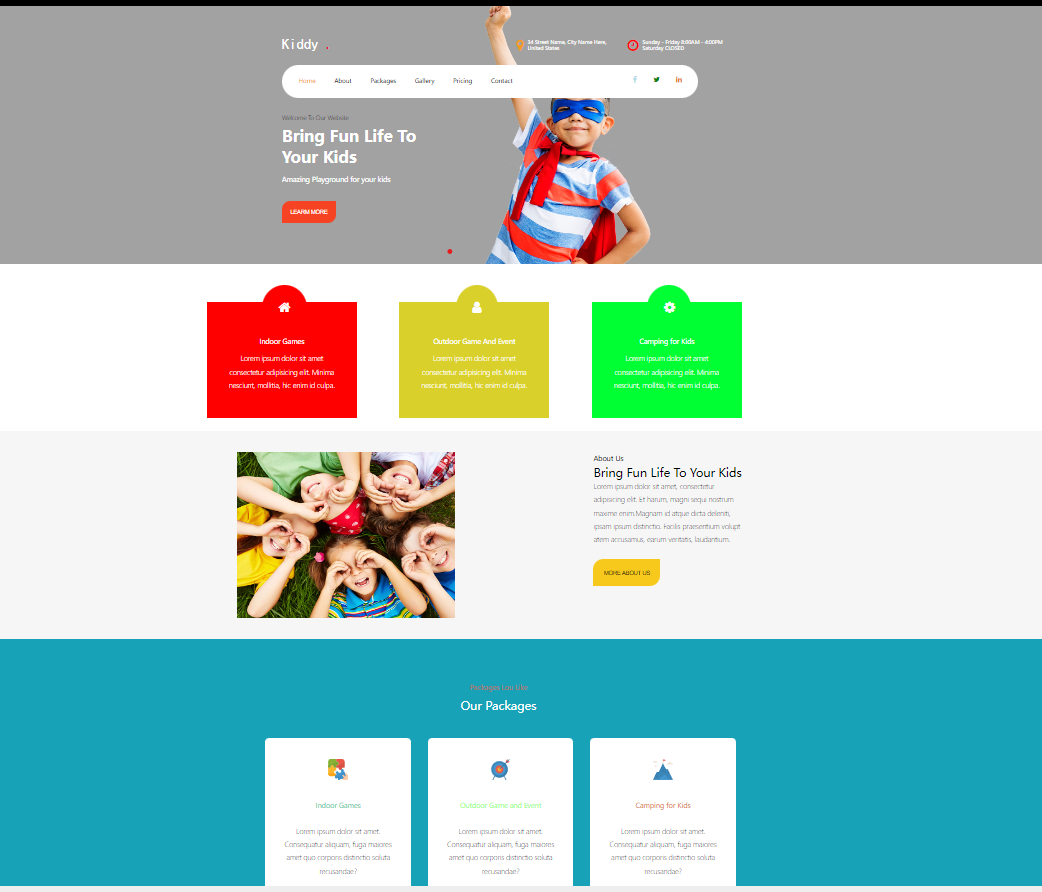 Kiddy .
34 Street Name, City Name Here,
United States
Sunday - Friday 8:00AM - 4:00PM
Saturday CLOSED
Home About Packages Gallery Pricing Contact
Welcome To Our Website
Bring Fun Life To
Your Kids
Amazing Playground for your kids
LEARM MORE
Indoor Games
Lorem ipsum dolor sit amet
consectetur adipisicing elit. Minima
nesciunt, mollitia, hic enim id culpa.
Outdoor Game And Event
Lorem ipsum dolor sit amet
consectetur adipisicing elit. Minima
nesciunt, mollitia, hic enim id culpa.
Camping for Kids
Lorem ipsum dolor sit amet
consectetur adipisicing elit. Minima
nesciunt, mollitia, hic enim id culpa.
About Us
Bring Fun Life To Your Kids
Lorem ipsum dolor sit amet, consectetur
adipisicing elit. Et harum, magni sequi nostrum
maxime enim.Magnam id atque dicta deleniti,
ipsam ipsum distinctio. Facilis praesentium volupt
atem accusamus, earum veritatis, laudantium.
MORE ABOUT US
Packages
Our Packages
Indoor Games
Lorem ipsum dolor sit amet.
Consequatur aliquam, fuga maiores
amet quo corporis distinctio soluta
recusandae?
Outdoor Game and Event
Lorem ipsum dolor sit amet.
Consequatur aliquam, fuga maiores
amet quo corporis distinctio soluta
recusandae?
Camping for Kids
Lorem ipsum dolor sit amet.
Consequatur aliquam, fuga maiores
amet quo corporis distinctio soluta
recusandae?